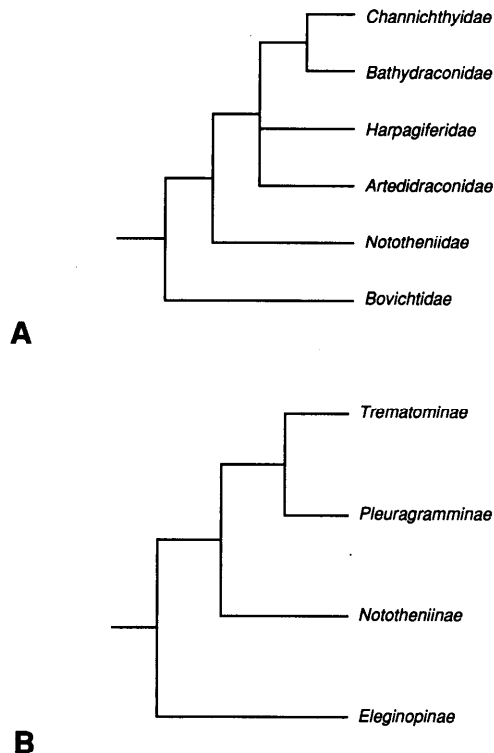 Channichthyidae
Bathydraconidae
Harpagiferidae
Artedidraconidae
Nototheniidae
Bovichtidae
A
Trematominae
Pleuragramminae
Nototheniinae
Eleginopinae
B